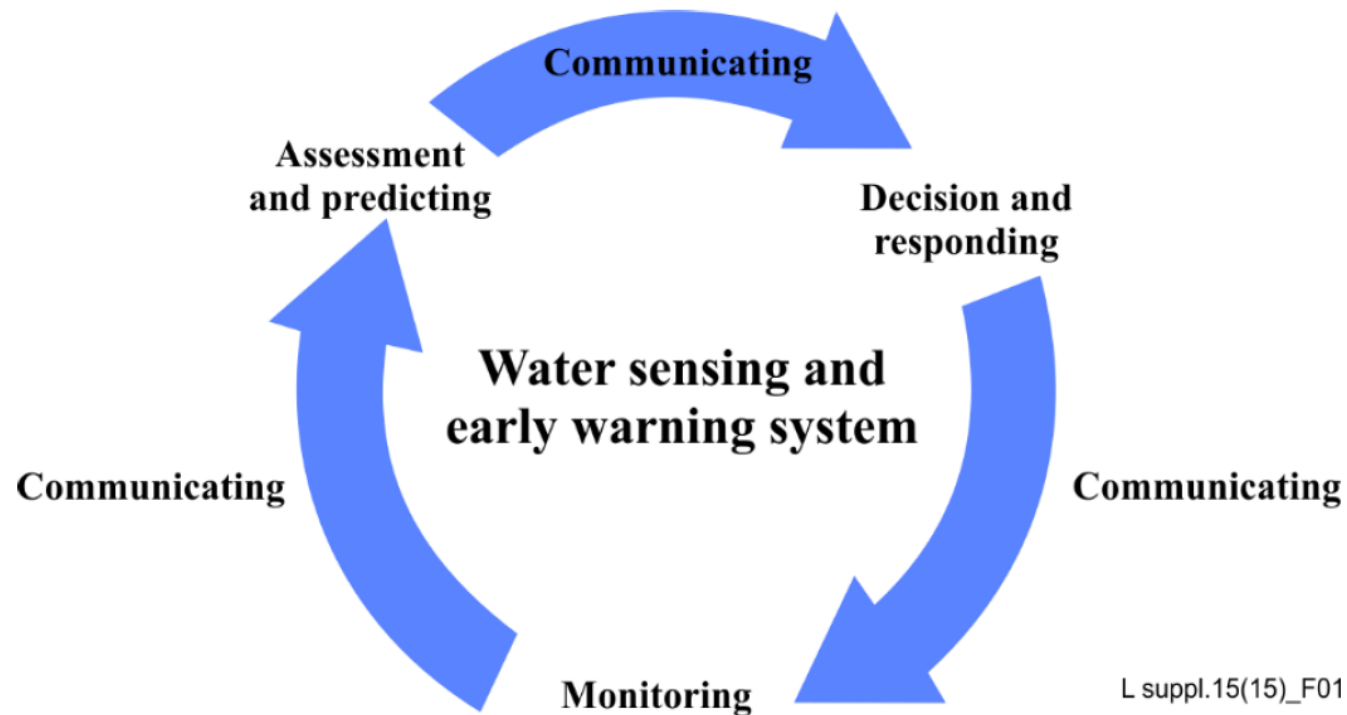 Communicating
Assessment
and predicting
Decision and
responding
Water sensing and
early warning system
Communicating
Communicating
Monitoring
L suppl.15(15)_F01